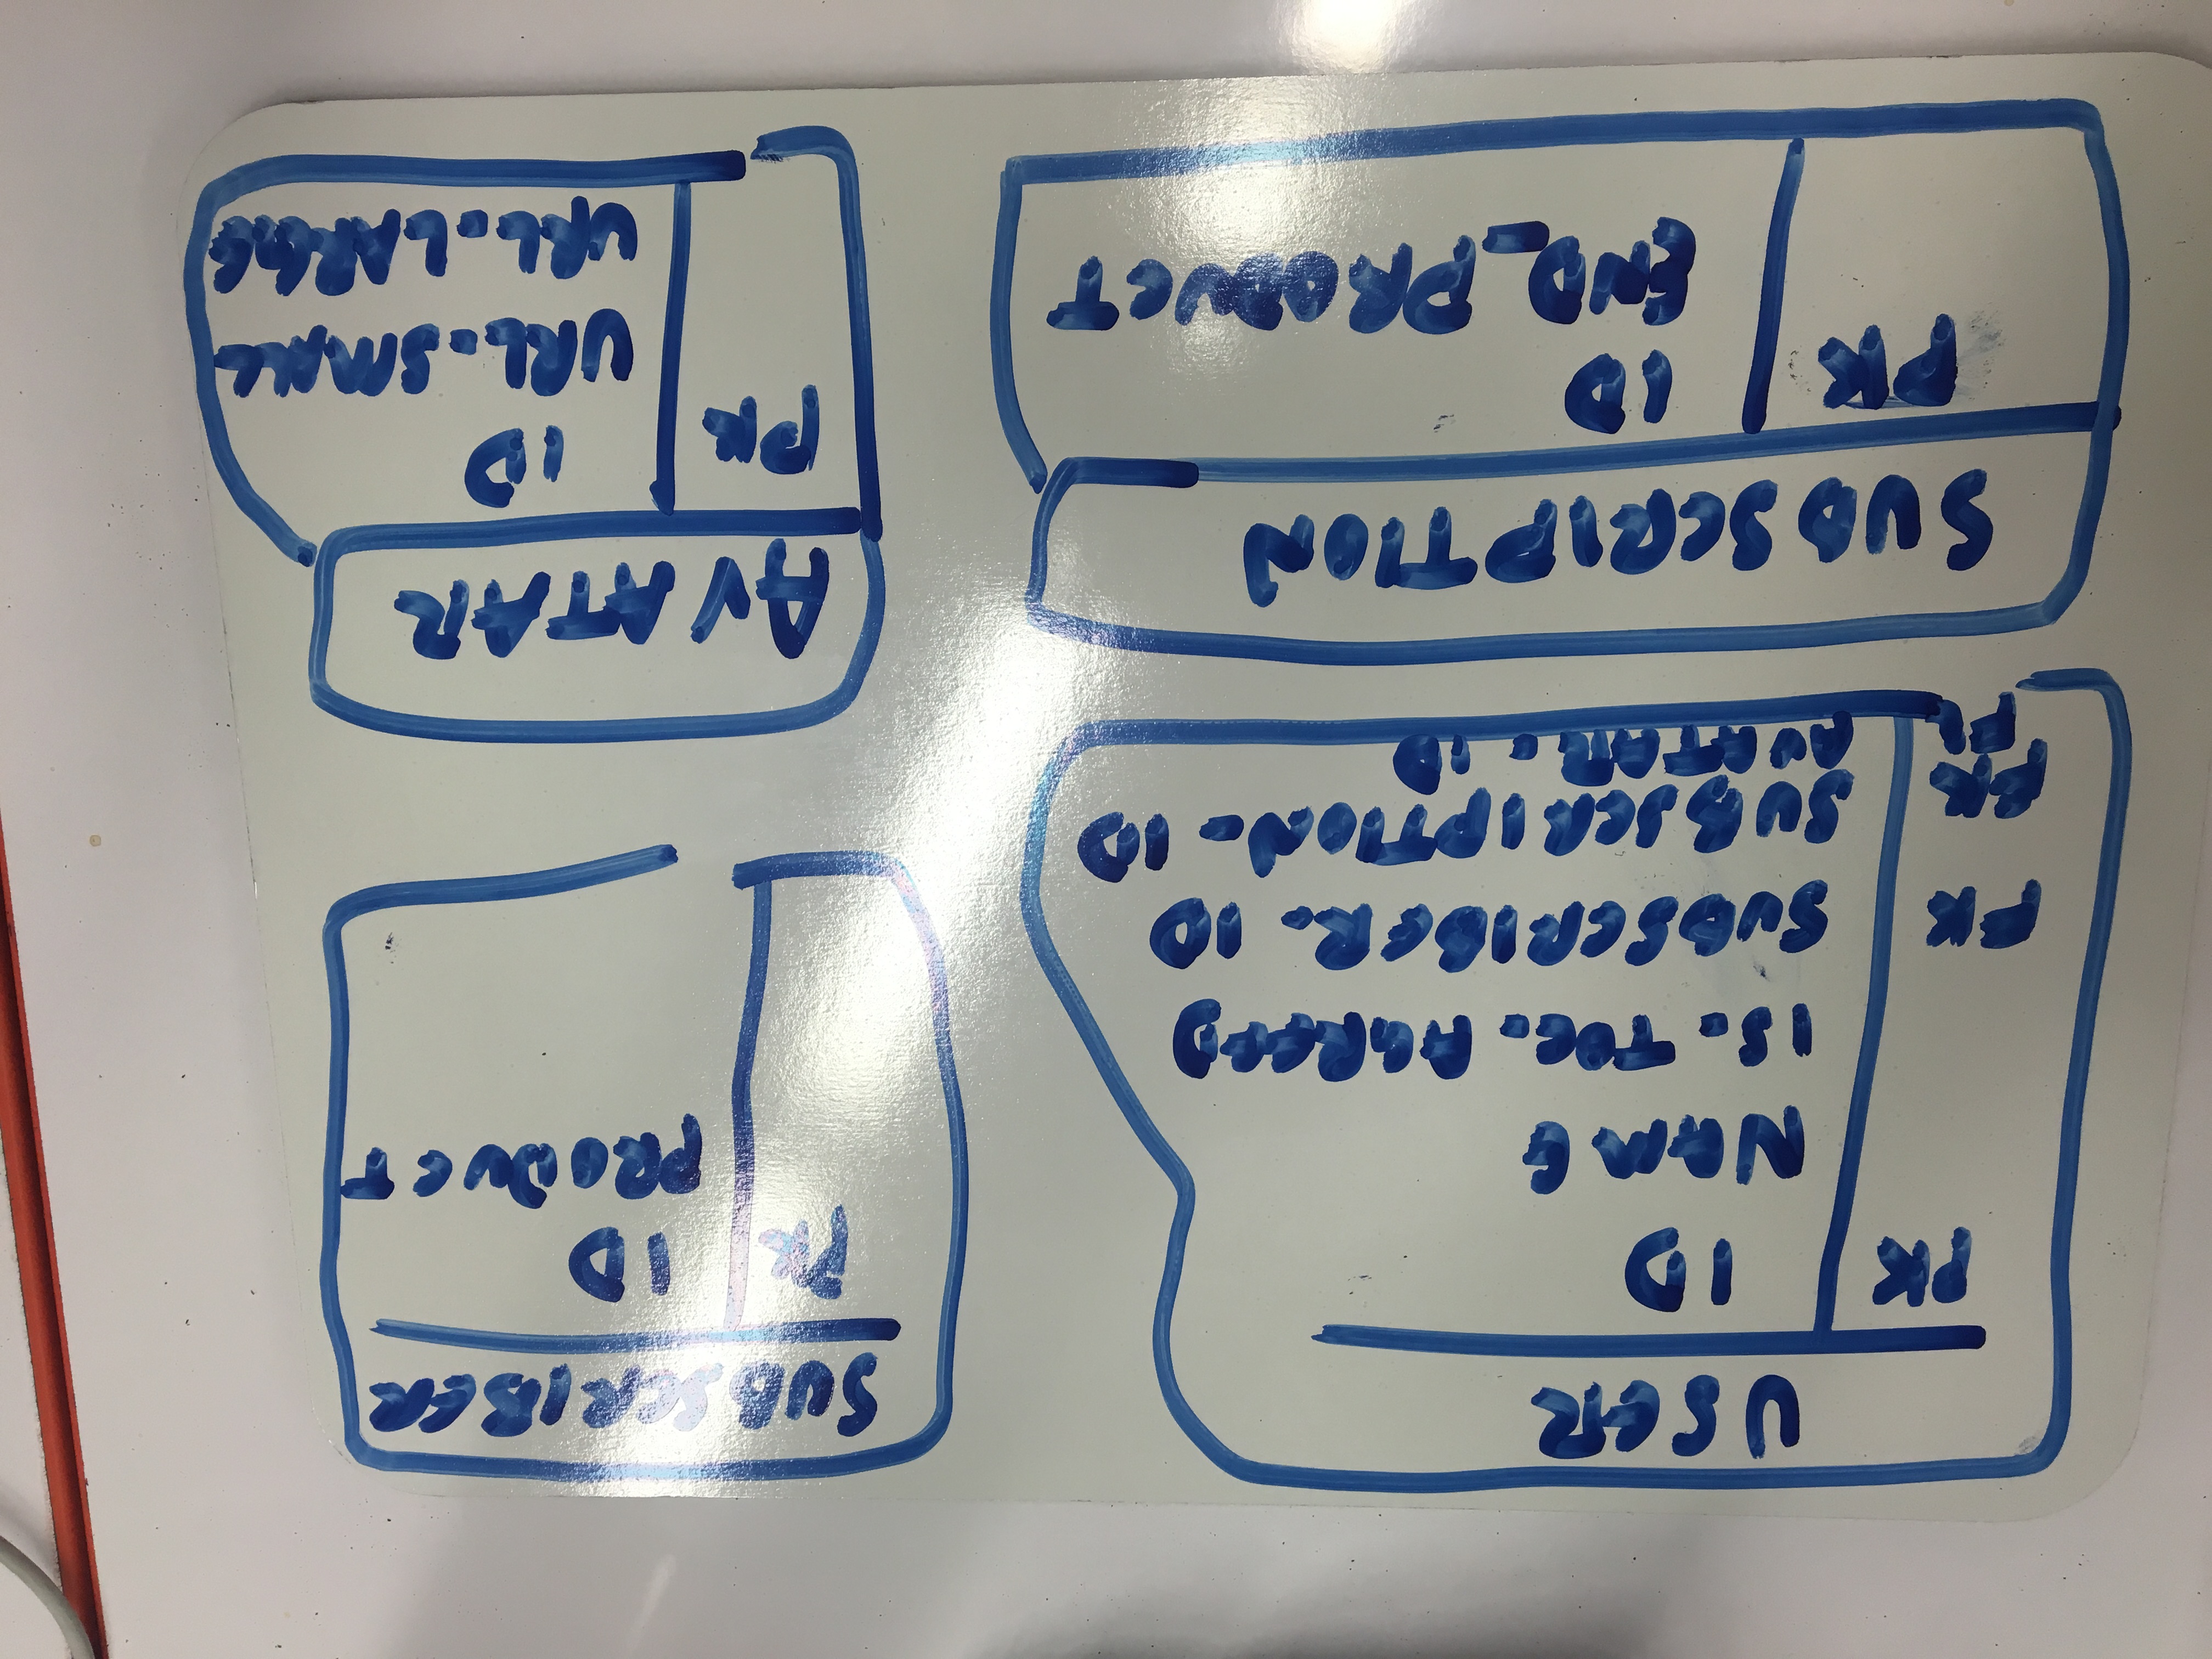 USER
PK ID
NAME
IS_TOC_AGREED
FK SUBSCRIBER_ID
FK SUBSCRIPTION_ID
FK AVATAR_ID
SUBSCRIBER
PK ID
PRODUCT
SUBSCRIPTION
PK ID
END_PRODUCT
AVATAR
PK ID
URL_SMALL
URL_LARGE